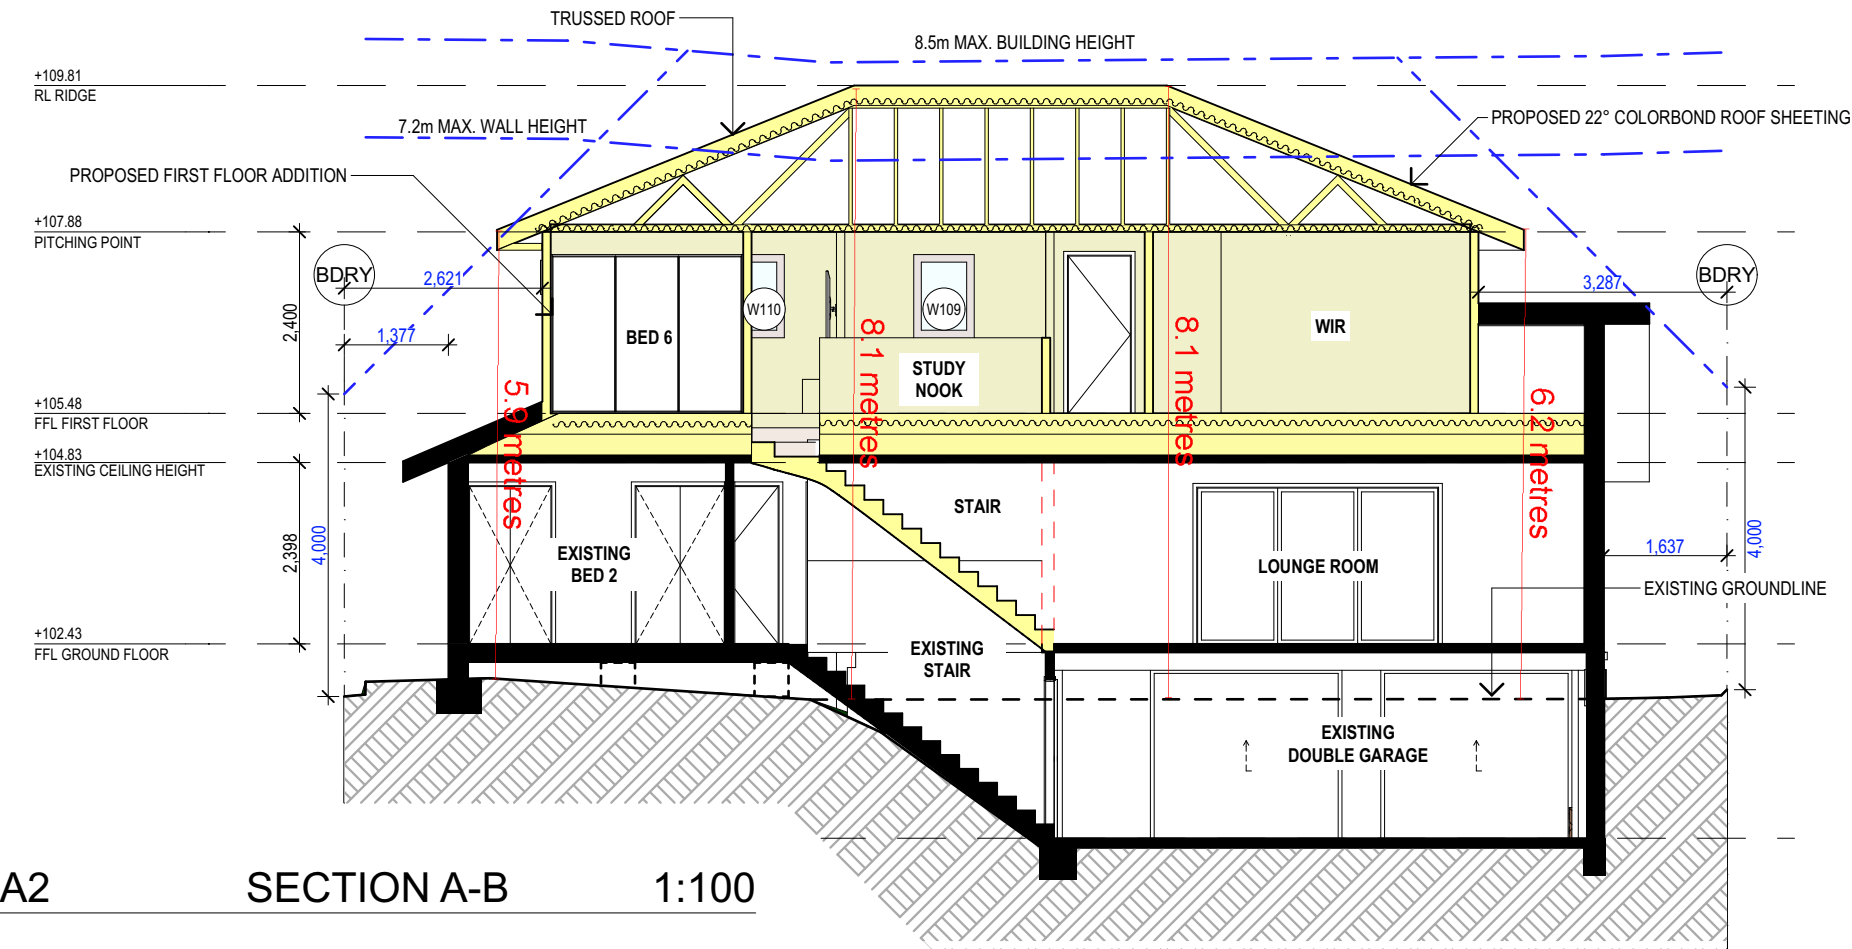 TRUSSED ROOF
8.5m MAX. BUILDING HEIGHT
+109.81
RL RIDGE
7.2m MAX. WALL HEIGHT
PROPOSED 22° COLORBOND ROOF SHEETING
PROPOSED FIRST FLOOR ADDITION
+107.88
PITCHING POINT
BDRY
2,621
3,287
BDRY
W110
W109
2,400
1,377
BED 6
WIR
STUDY
NOOK
8.1 metres
8.1 metres
5.9 metres
6.2 metres
+105.48
FFL FIRST FLOOR
+104.83
EXISTING CEILING HEIGHT
STAIR
2,398
4,000
EXISTING
BED 2
LOUNGE ROOM
1,637
4,000
EXISTING GROUNDLINE
+102.43
FFL GROUND FLOOR
EXISTING
STAIR
EXISTING
DOUBLE GARAGE
A2 SECTION A-B 1:100